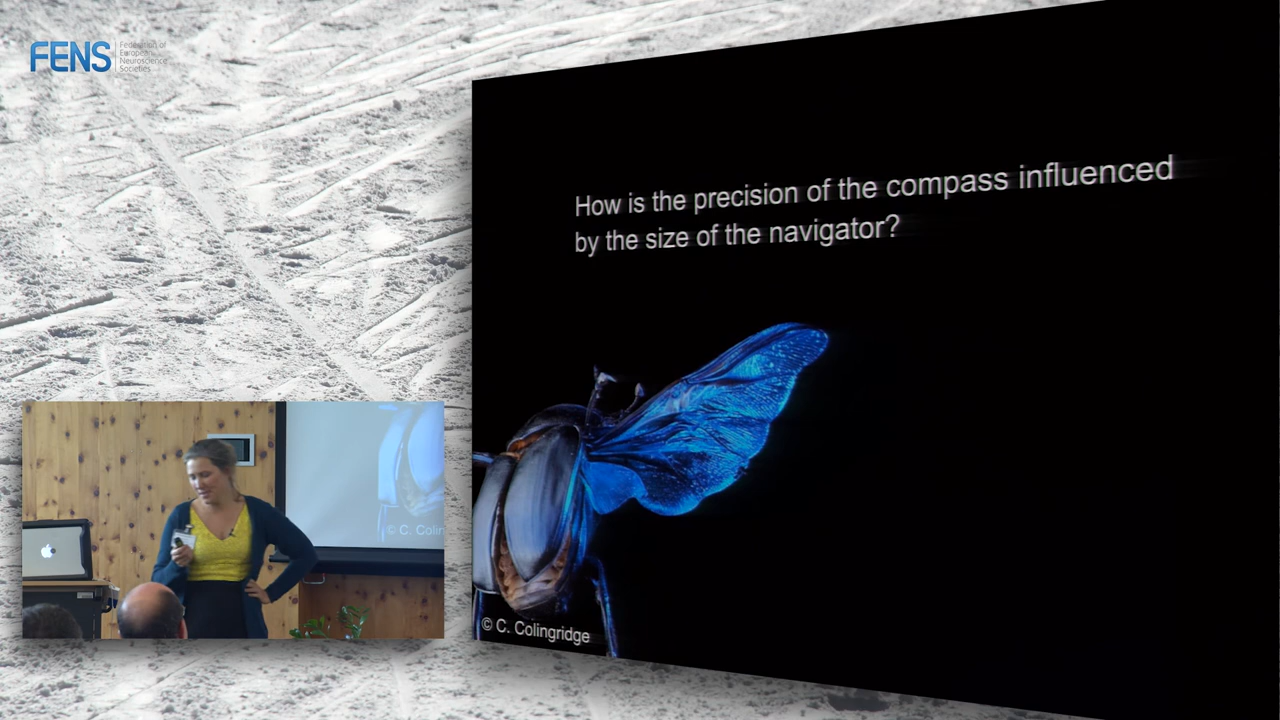 FENS
Federation of
European
Neuroscience
Societies
How is the precision of the compass influenced
by the size of the navigator?
© C. Colingridge
© C. Colin